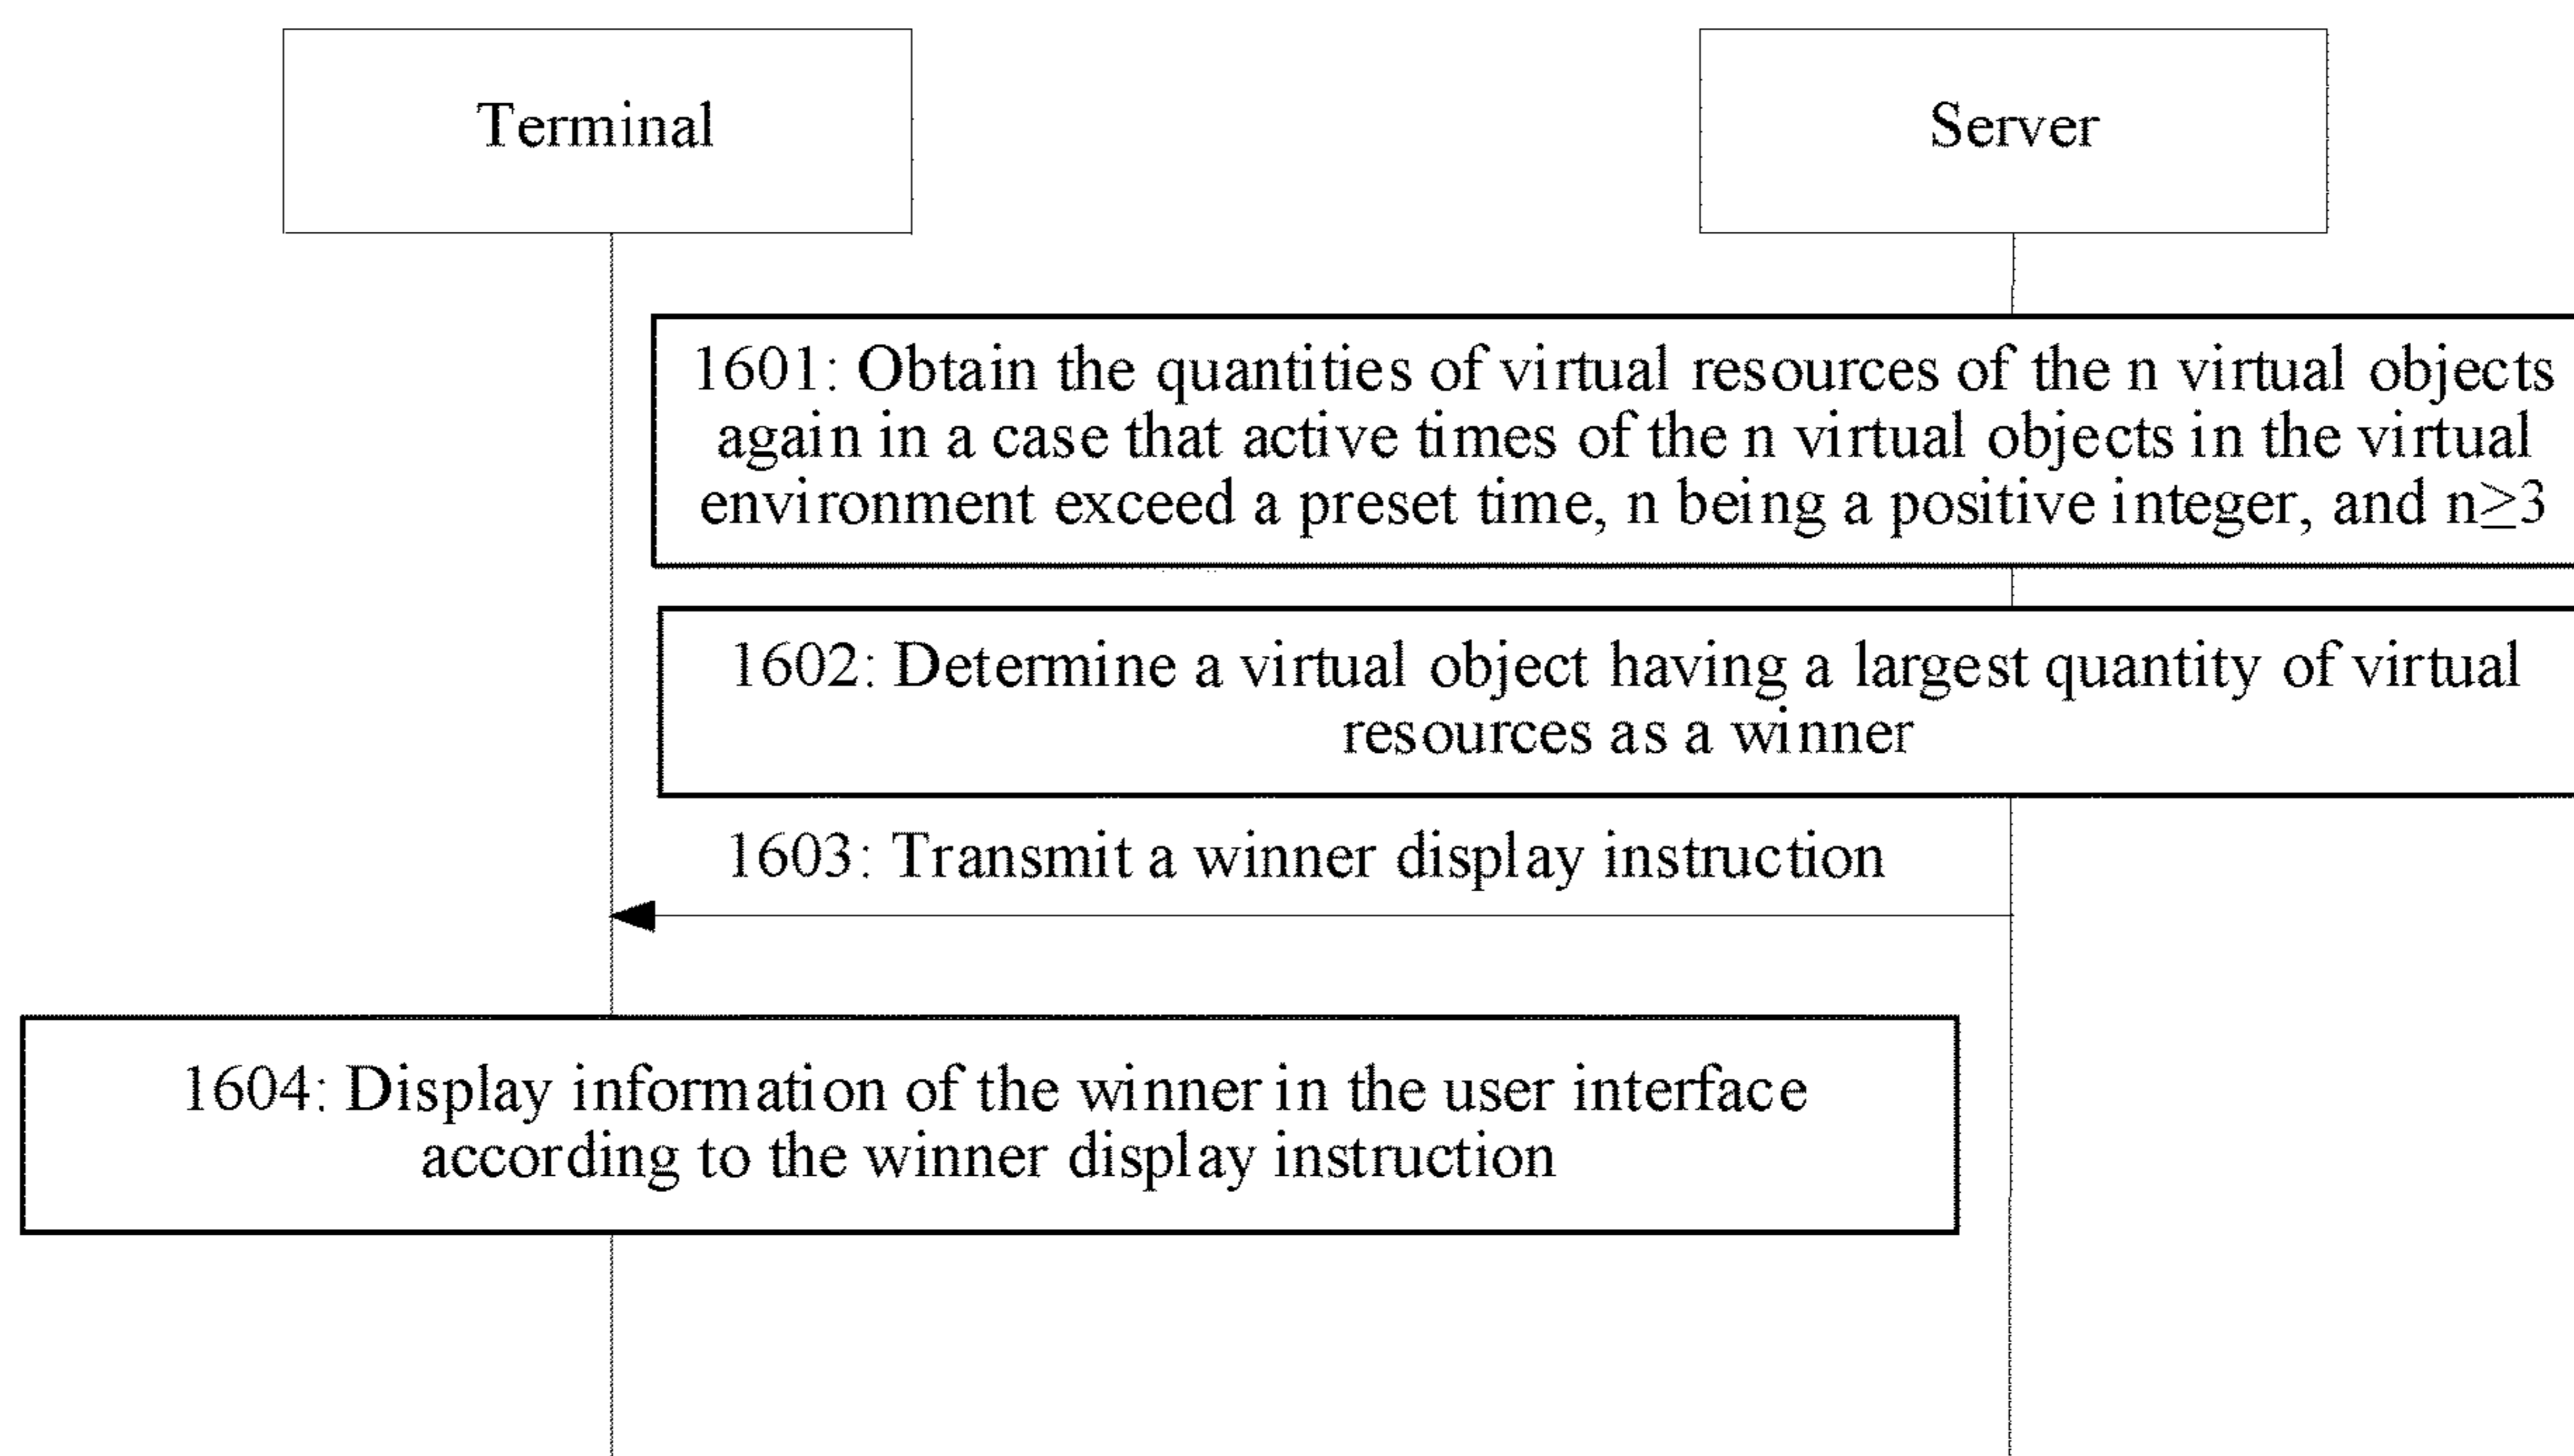 Terminal
Server
1601: Obtain the quantities of virtual resources of the n virtual objects
again in a case that active times of the n virtual objects in the virtual
environment exceed a preset time, n being a positive integer, and n≥3
1602: Determine a virtual object having a largest quantity of virtual
resources as a winner
1603: Transmit a winner display instruction
1604: Display information of the winner in the user interface
according to the winner display instruction